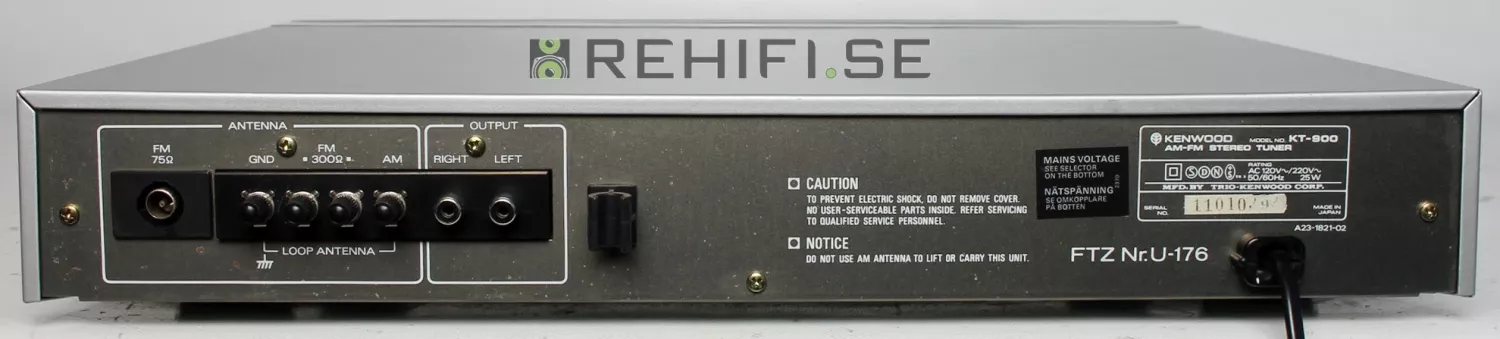 REHIFI.SE
ANTENNA
FM
75Ω
GND
FM
300Ω
AM
LOOP ANTENNA
OUTPUT
RIGHT LEFT
CAUTION
TO PREVENT ELECTRIC SHOCK, DO NOT REMOVE COVER.
NO USER-SERVICEABLE PARTS INSIDE. REFER SERVICING
TO QUALIFIED SERVICE PERSONNEL.
NOTICE
DO NOT USE AM ANTENNA TO LIFT OR CARRY THIS UNIT.
MAINS VOLTAGE
SEE SELECTOR
ON THE BOTTOM
NÄTSPÄNNING
SE OMKOPPLARE
PÅ BOTTEN
KENWOOD MODEL NO. KT-900
AM-FM STEREO TUNER
RATING
AC 120V~/220V~
50/60Hz 25W
MFD. BY TRIO-KENWOOD CORP.
SERIAL
NO.
MADE IN
JAPAN
A23-1821-02
FTZ Nr. U-176